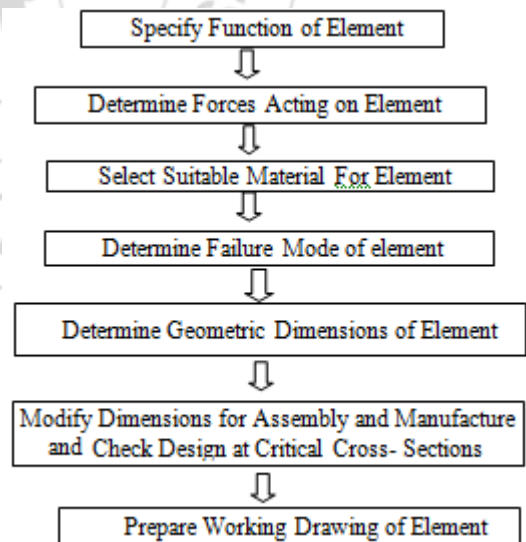 Specify Function of Element
Determine Forces Acting on Element
Select Suitable Material For Element
Determine Failure Mode of element
Determine Geometric Dimensions of Element
Modify Dimensions for Assembly and Manufacture
and Check Design at Critical Cross- Sections
Prepare Working Drawing of Element